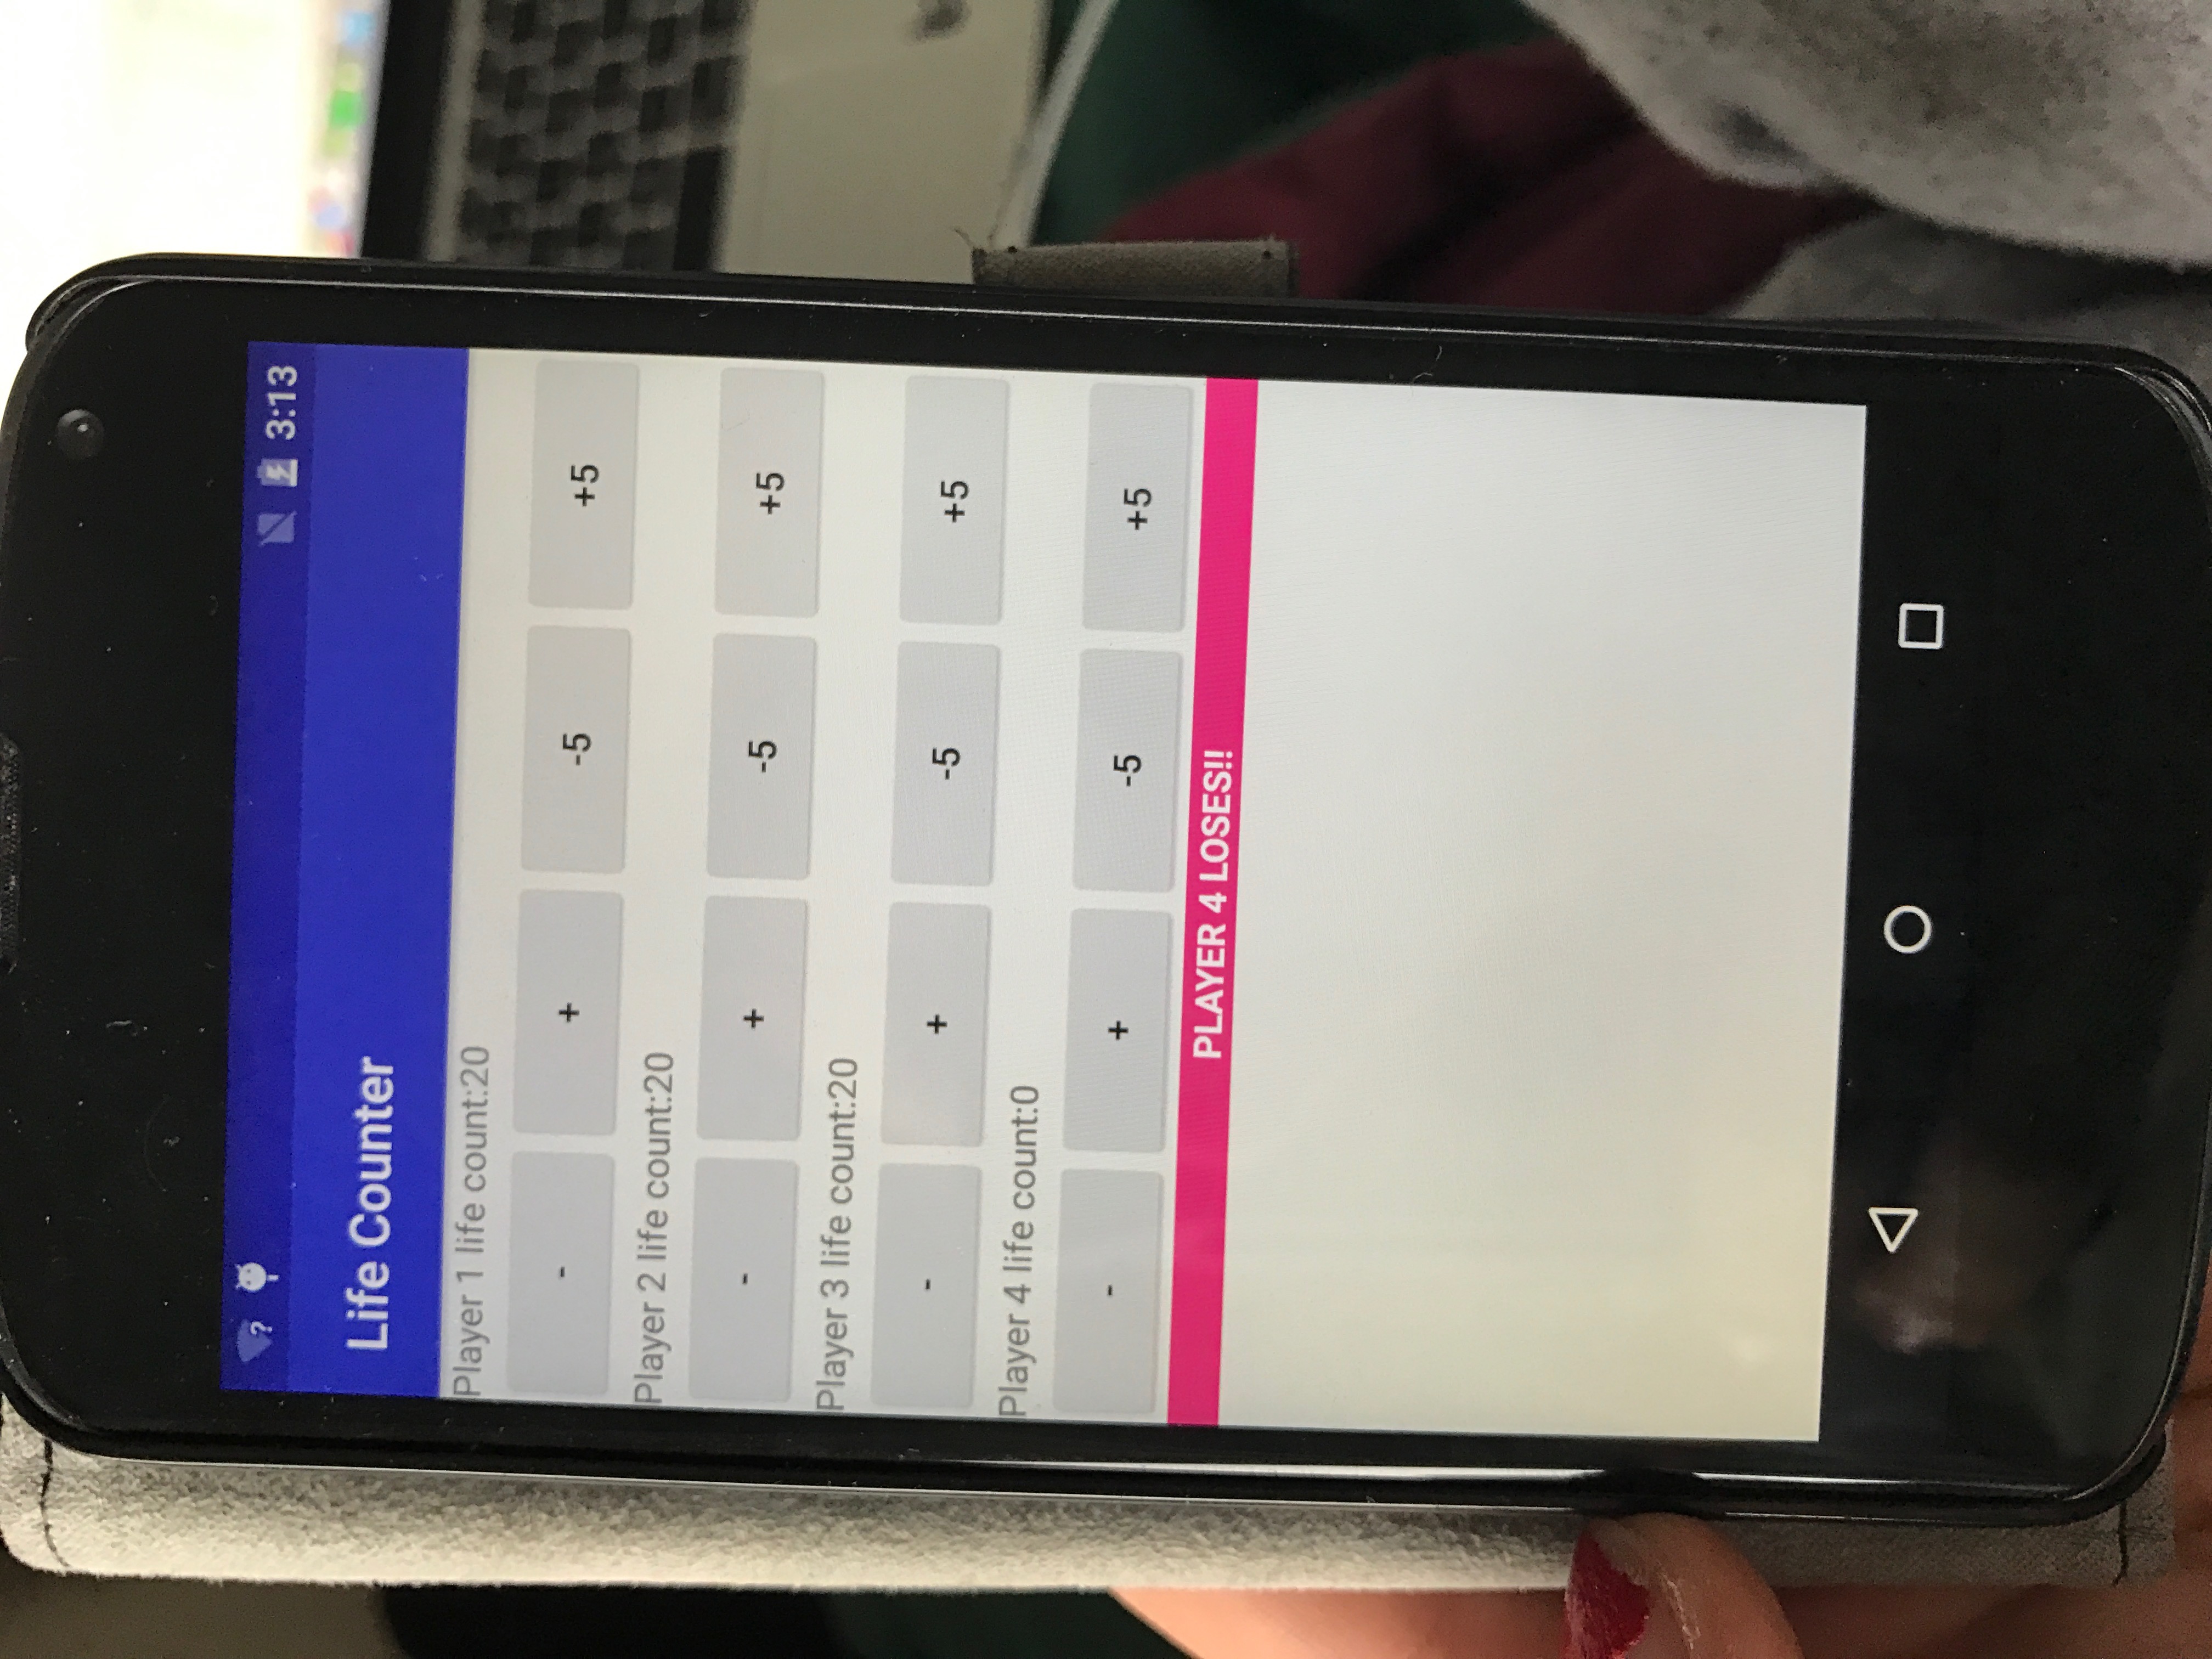 ? 3:13
Life Counter
Player 1 life count:20
- + -5 +5
Player 2 life count:20
- + -5 +5
Player 3 life count:20
- + -5 +5
Player 4 life count:0
- + -5 +5
PLAYER 4 LOSES!!